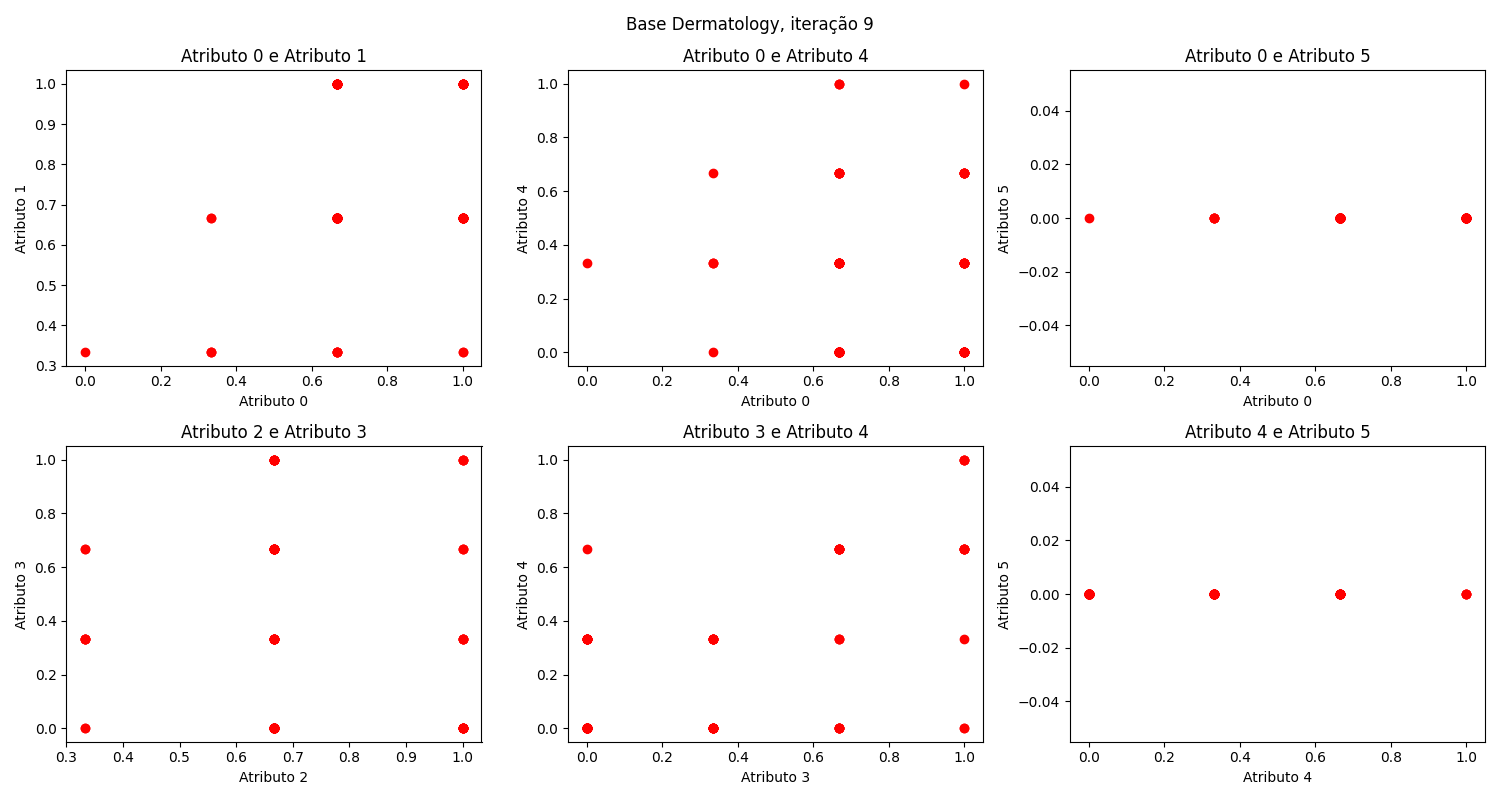 Base Dermatology, iteração 9
Atributo 0 e Atributo 1
1.0
0.9
0.8
0.7
0.6
0.5
0.4
0.3
Atributo 1
0.0 0.2 0.4 0.6 0.8 1.0
Atributo 0
Atributo 0 e Atributo 4
1.0
0.8
0.6
0.4
0.2
0.0
Atributo 4
0.0 0.2 0.4 0.6 0.8 1.0
Atributo 0
Atributo 0 e Atributo 5
0.04
0.02
0.00
−0.02
−0.04
Atributo 5
0.0 0.2 0.4 0.6 0.8 1.0
Atributo 0
Atributo 2 e Atributo 3
1.0
0.8
0.6
0.4
0.2
0.0
Atributo 3
0.3 0.4 0.5 0.6 0.7 0.8 0.9 1.0
Atributo 2
Atributo 3 e Atributo 4
1.0
0.8
0.6
0.4
0.2
0.0
Atributo 4
0.0 0.2 0.4 0.6 0.8 1.0
Atributo 3
Atributo 4 e Atributo 5
0.04
0.02
0.00
−0.02
−0.04
Atributo 5
0.0 0.2 0.4 0.6 0.8 1.0
Atributo 4